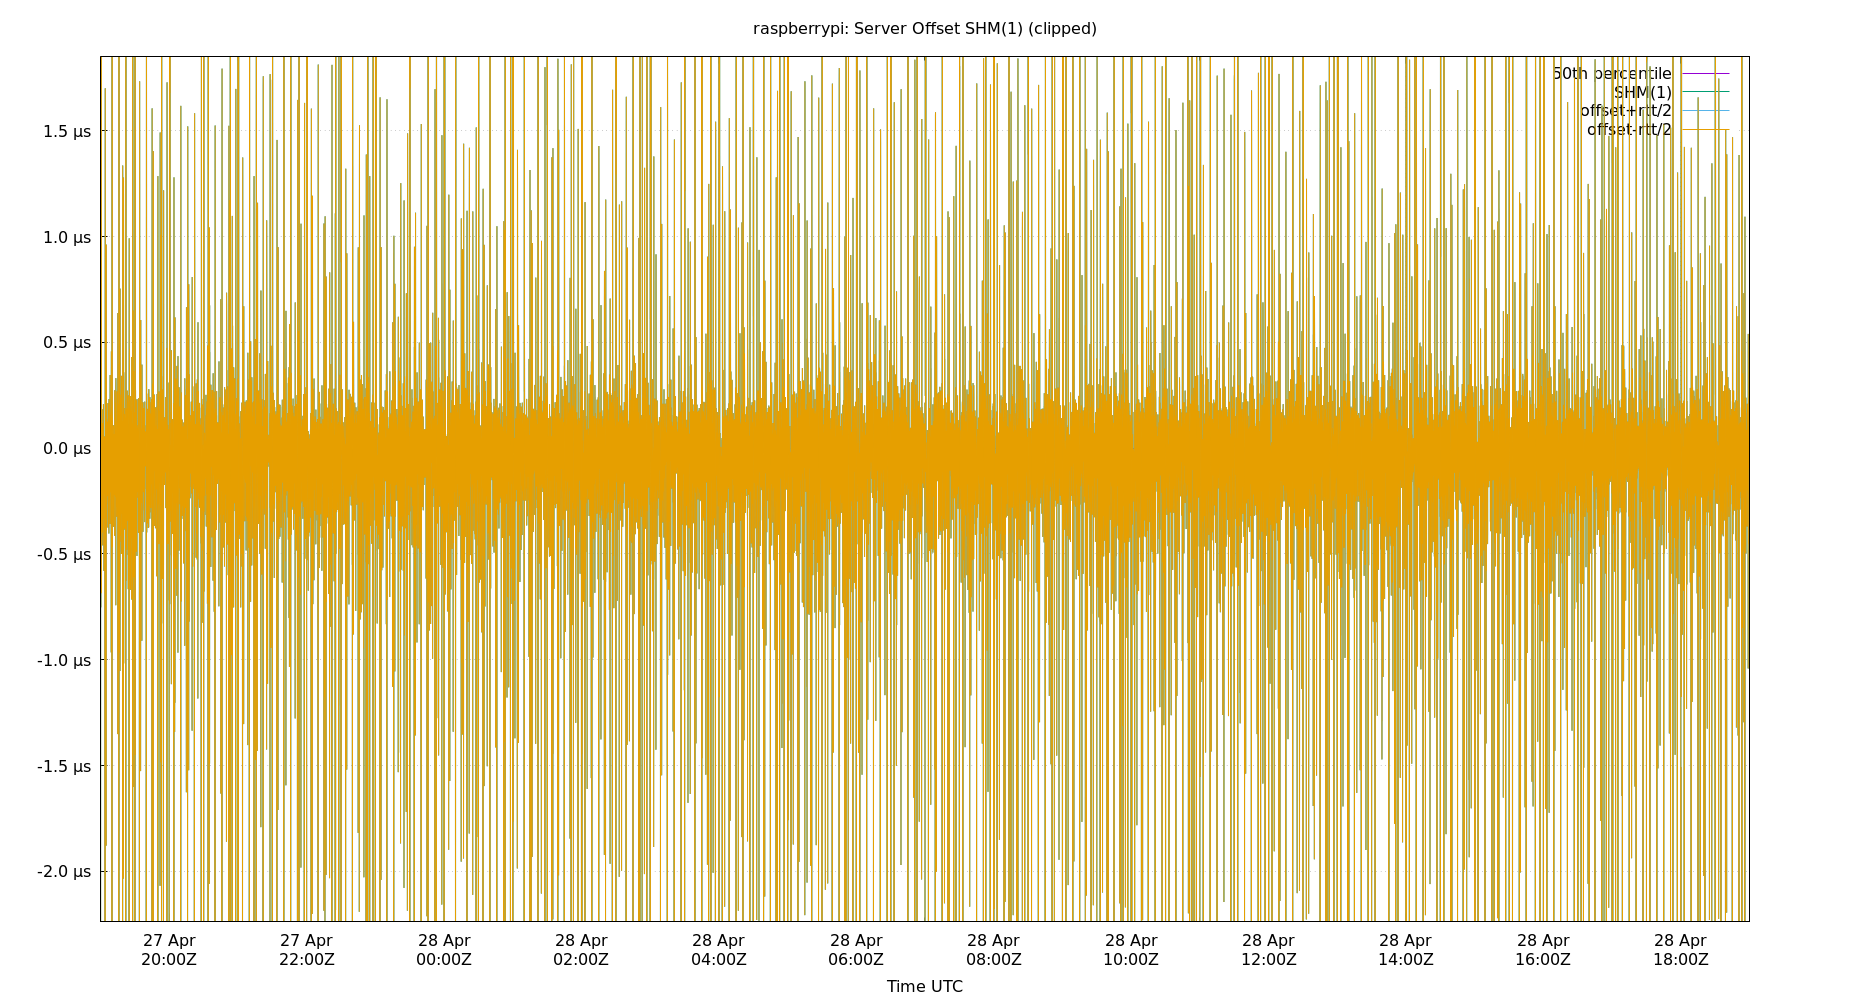 raspberrypi: Server Offset SHM(1) (clipped)
50th percentile
SHM(1)
offset+rtt/2
offset-rtt/2
1.5 µs
1.0 µs
0.5 µs
0.0 µs
-0.5 µs
-1.0 µs
-1.5 µs
-2.0 µs
27 Apr 27 Apr 28 Apr 28 Apr 28 Apr 28 Apr 28 Apr 28 Apr 28 Apr 28 Apr 28 Apr 28 Apr
20:00Z 22:00Z 00:00Z 02:00Z 04:00Z 06:00Z 08:00Z 10:00Z 12:00Z 14:00Z 16:00Z 18:00Z
Time UTC